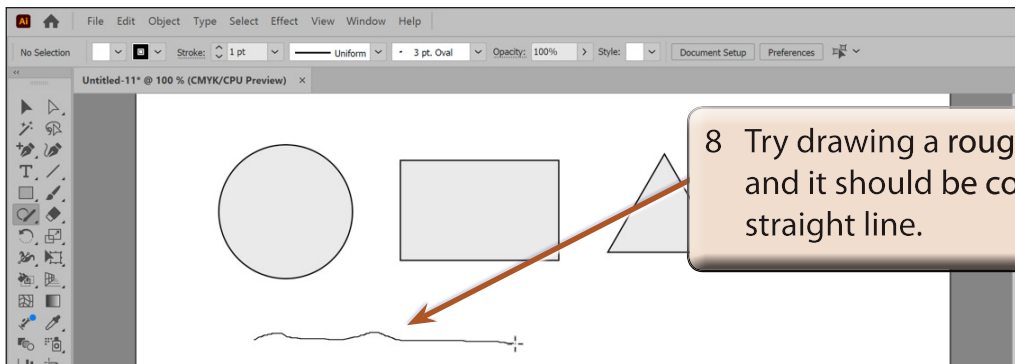 Ai File Edit Object Type Select Effect View Window Help
No Selection Stroke: 1 pt Uniform 3 pt. Oval Opacity: 100% Style: Document Setup Preferences
Untitled-11* @ 100 % (CMYK/CPU Preview) ×
8 Try drawing a roug
and it should be co
straight line.